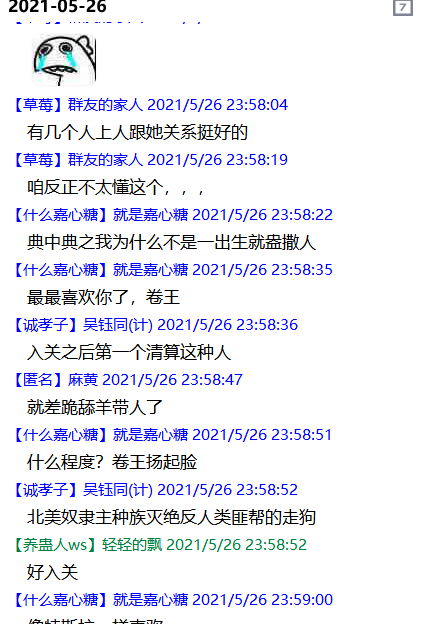 2021-05-26
7
【草莓】群友的家人 2021/5/26 23:58:04
有几个人上人跟她关系挺好的
【草莓】群友的家人 2021/5/26 23:58:19
咱反正不太懂这个，，，
【什么嘉心糖】就是嘉心糖 2021/5/26 23:58:22
典中典之我为什么不是一出生就盎撒人
【什么嘉心糖】就是嘉心糖 2021/5/26 23:58:35
最最喜欢你了，卷王
【诚孝子】吴钰同(计) 2021/5/26 23:58:36
入关之后第一个清算这种人
【匿名】麻黄 2021/5/26 23:58:47
就差跪舔羊带人了
【什么嘉心糖】就是嘉心糖 2021/5/26 23:58:51
什么程度？卷王扬起脸
【诚孝子】吴钰同(计) 2021/5/26 23:58:52
北美奴隶主种族灭绝反人类匪帮的走狗
【养蛊人ws】轻轻的飘 2021/5/26 23:58:52
好入关
【什么嘉心糖】就是嘉心糖 2021/5/26 23:59:00